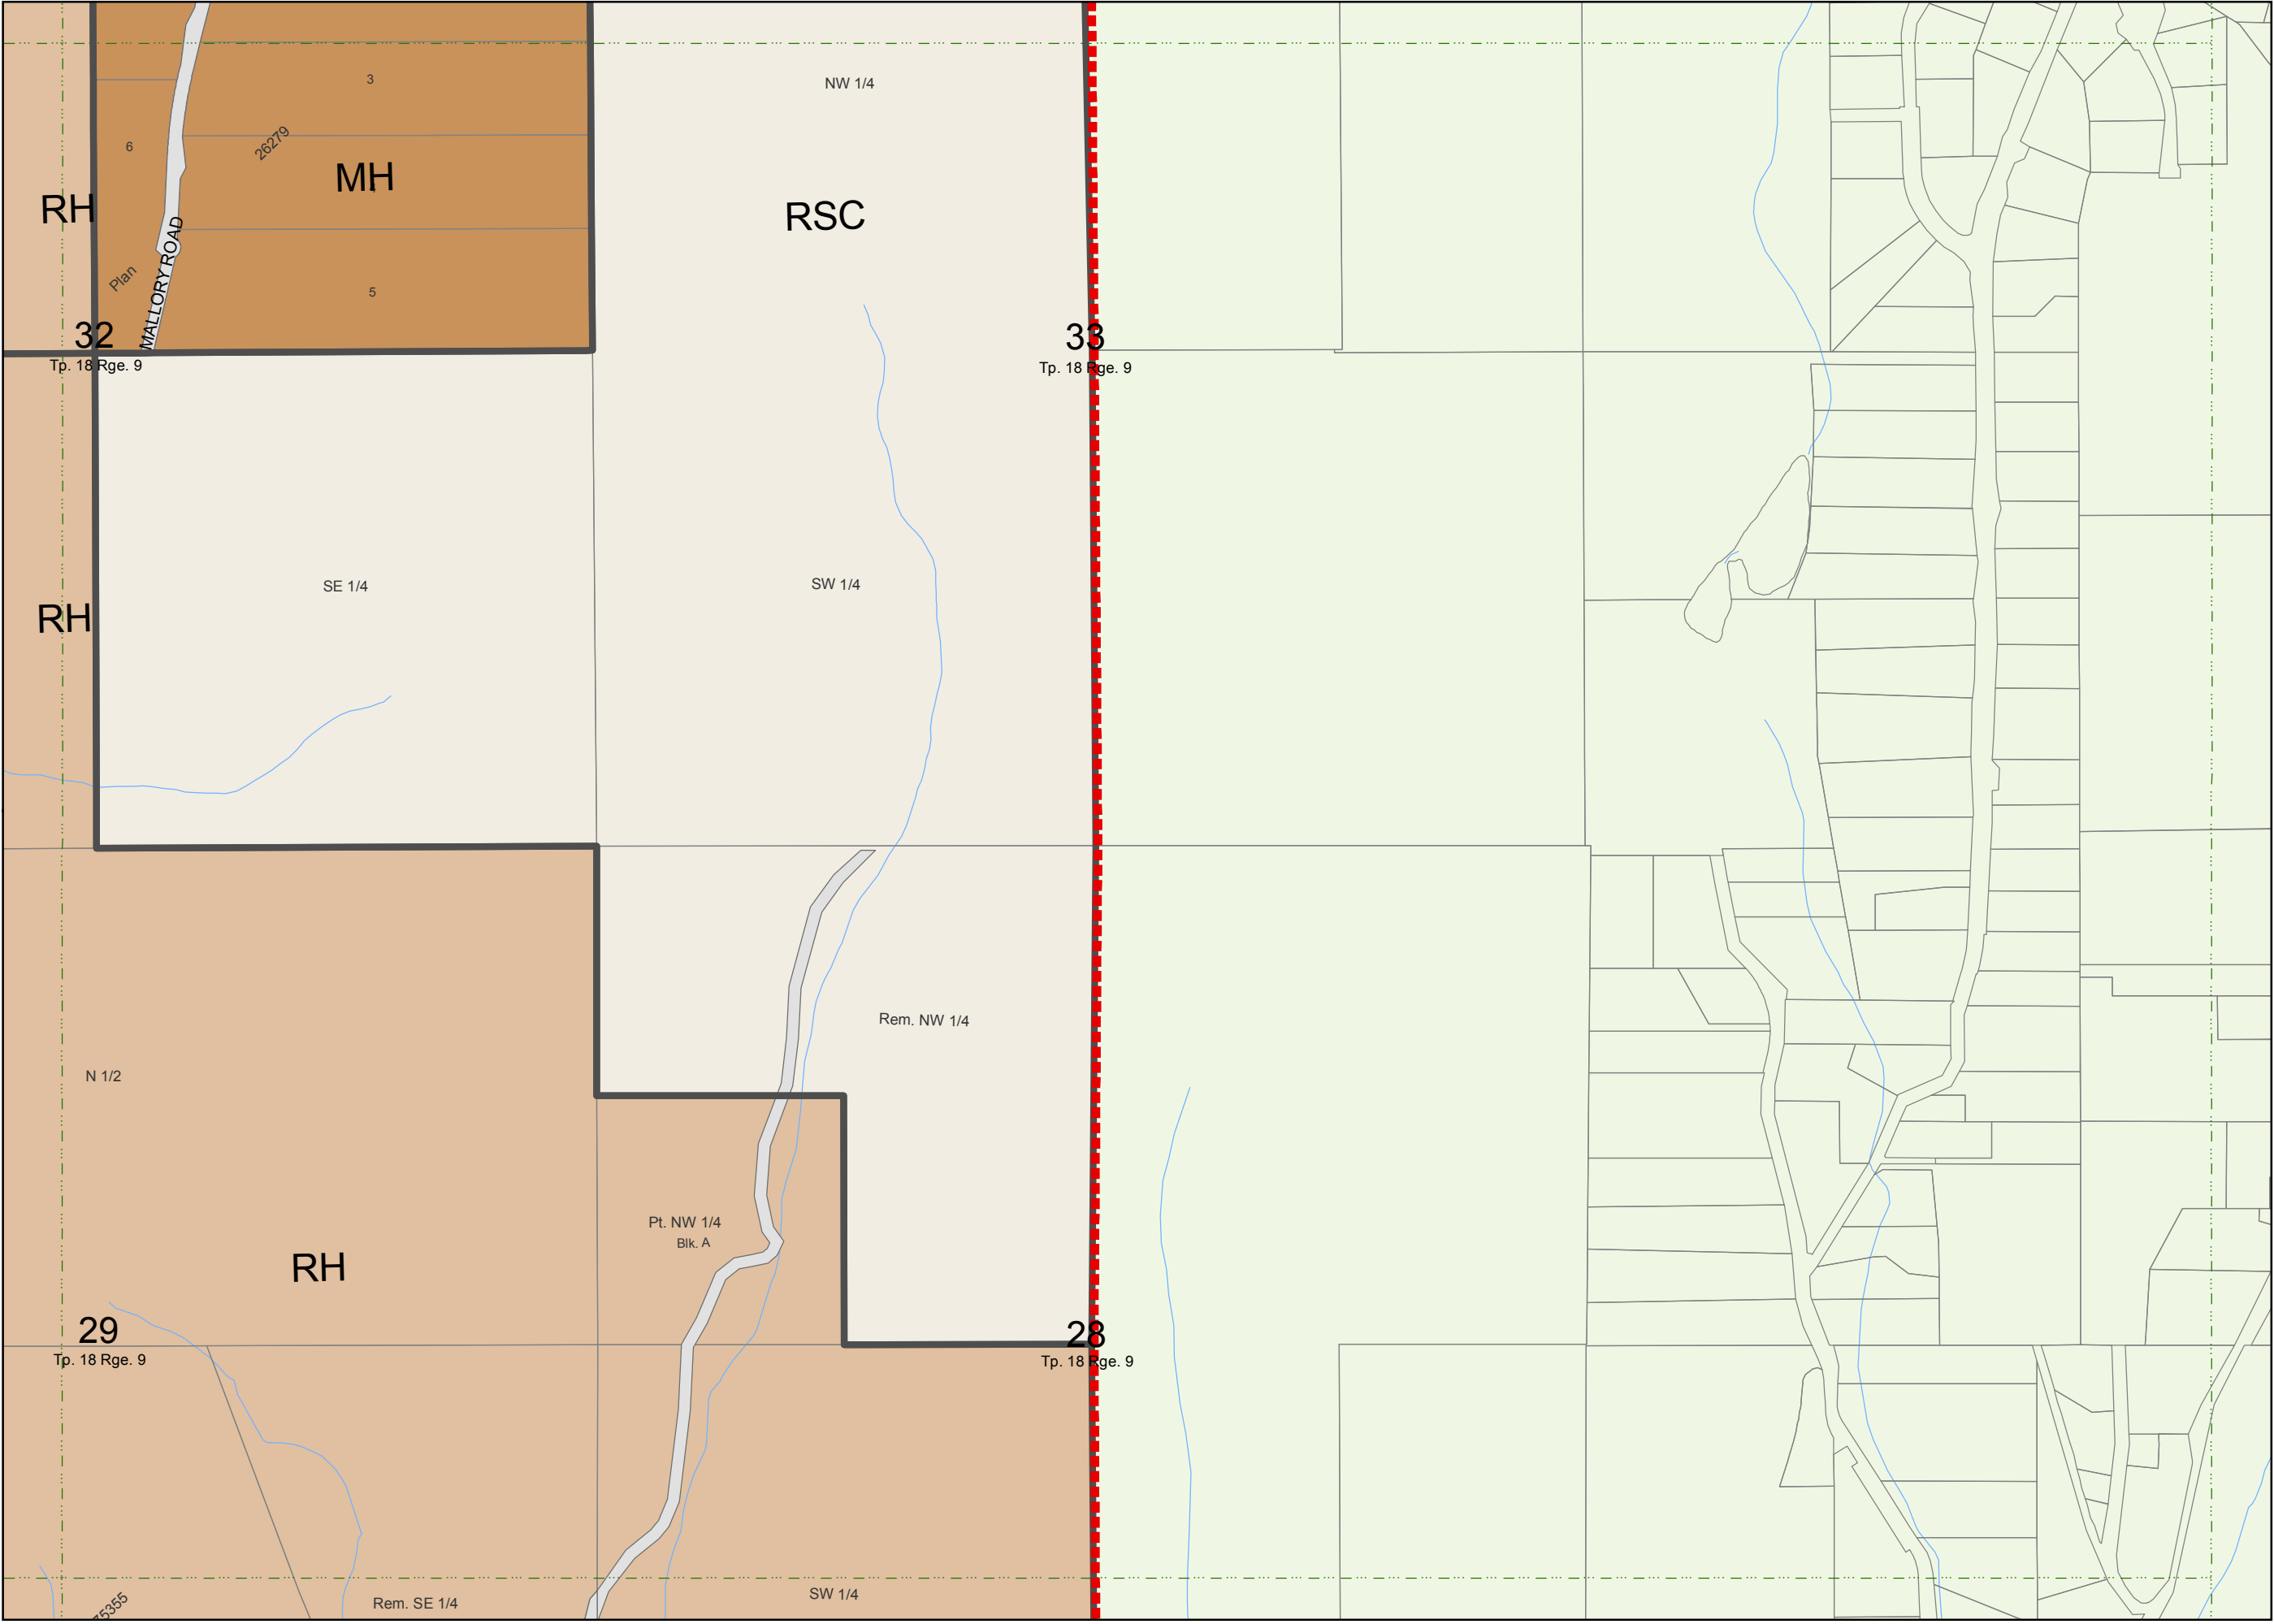 3
NW 1/4
6
26279
MH
RH
RSC
Plan
MALLORY ROAD
5
32
Tp. 18 Rge. 9
33
Tp. 18 Rge. 9
SE 1/4
SW 1/4
RH
Rem. NW 1/4
N 1/2
Pt. NW 1/4
Blk. A
RH
29
Tp. 18 Rge. 9
28
Tp. 18 Rge. 9
SW 1/4
Rem. SE 1/4